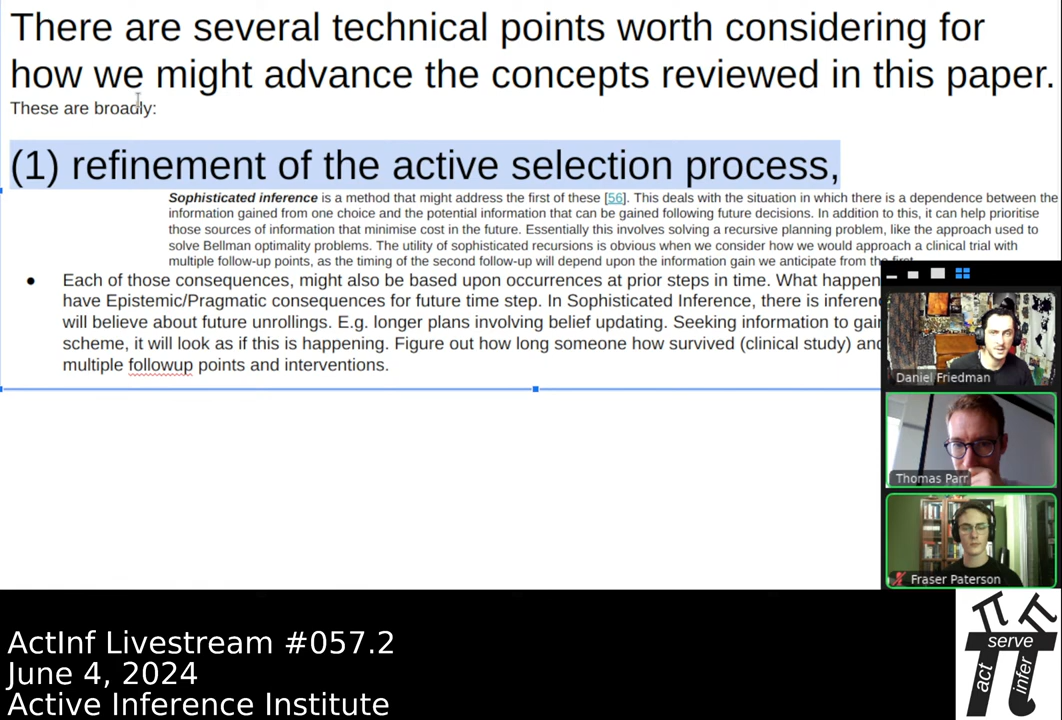 There are several technical points worth considering for
how we might advance the concepts reviewed in this paper.
These are broadly:
(1) refinement of the active selection process,
Sophisticated inference is a method that might address the first of these [56]. This deals with the situation in which there is a dependence between the
information gained from one choice and the potential information that can be gained following future decisions. In addition to this, it can help prioritise
those sources of information that minimise cost in the future. Essentially this involves solving a recursive planning problem, like the approach used to
solve Bellman optimality problems. The utility of sophisticated recursions is obvious when we consider how we would approach a clinical trial with
multiple follow-up points, as the timing of the second follow-up will depend upon the information gain we anticipate from the first.
● Each of those consequences, might also be based upon occurrences at prior steps in time. What happen
have Epistemic/Pragmatic consequences for future time step. In Sophisticated Inference, there is inferen
will believe about future unrollings. E.g. longer plans involving belief updating. Seeking information to gai
scheme, it will look as if this is happening. Figure out how long someone how survived (clinical study) and
multiple followup points and interventions.
Daniel Friedman
Thomas Parr
Fraser Paterson
ActInf Livestream #057.2
June 4, 2024
Active Inference Institute
serve
act
infer